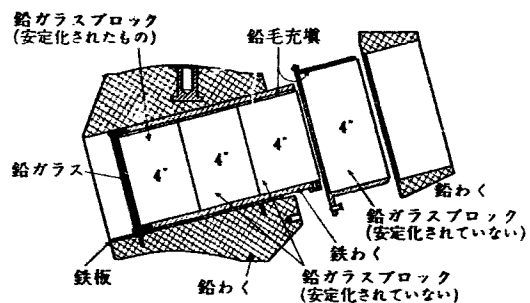 鉛ガラスブロック
(安定化されたもの)
鉛毛充塡
鉛ガラス
4"
4"
4"
4"
鉛わく
鉛ガラスブロック
(安定化されていない)
鉄わく
鉄板
鉛わく
鉛ガラスブロック
(安定化されていない)